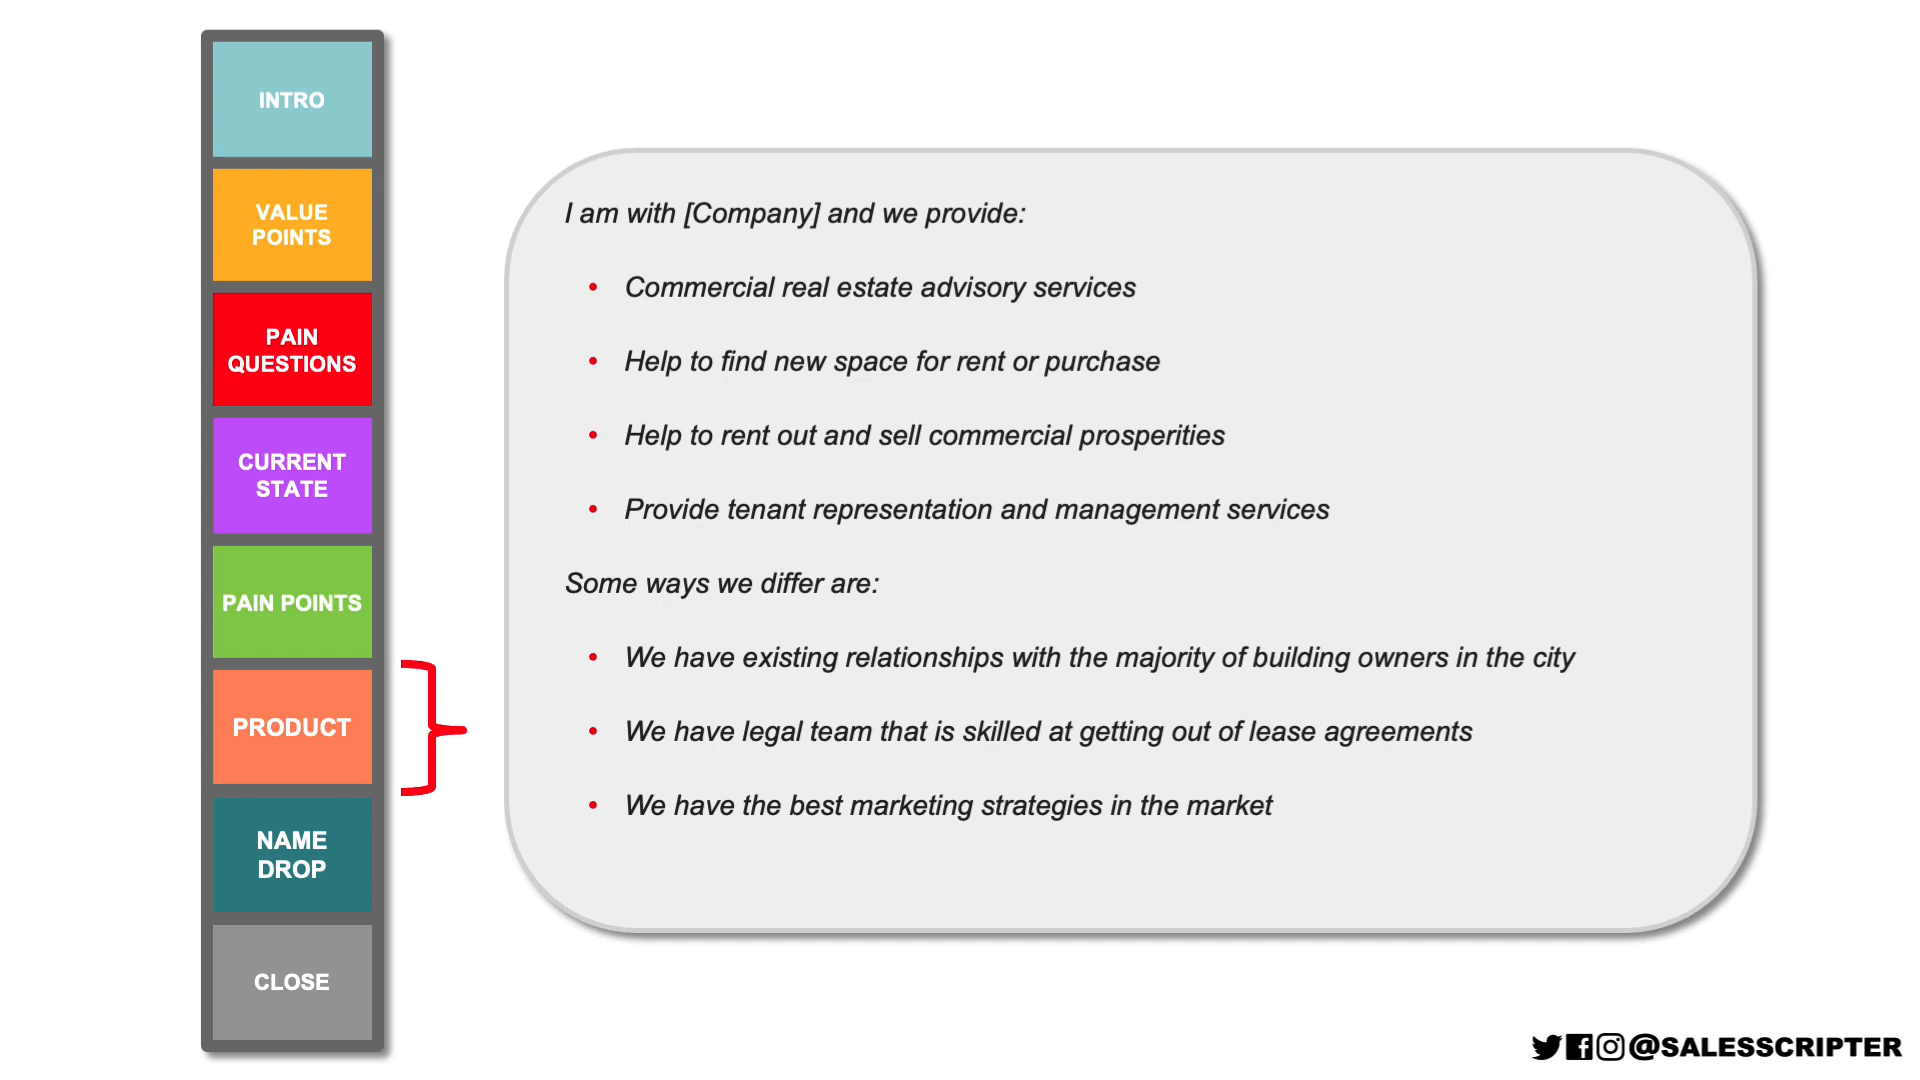 INTRO
VALUE
POINTS
PAIN
QUESTIONS
CURRENT
STATE
PAIN POINTS
PRODUCT
NAME
DROP
CLOSE
I am with [Company] and we provide:
• Commercial real estate advisory services
• Help to find new space for rent or purchase
• Help to rent out and sell commercial prosperities
• Provide tenant representation and management services
Some ways we differ are:
• We have existing relationships with the majority of building owners in the city
• We have legal team that is skilled at getting out of lease agreements
• We have the best marketing strategies in the market
@SALESSCRIPTER